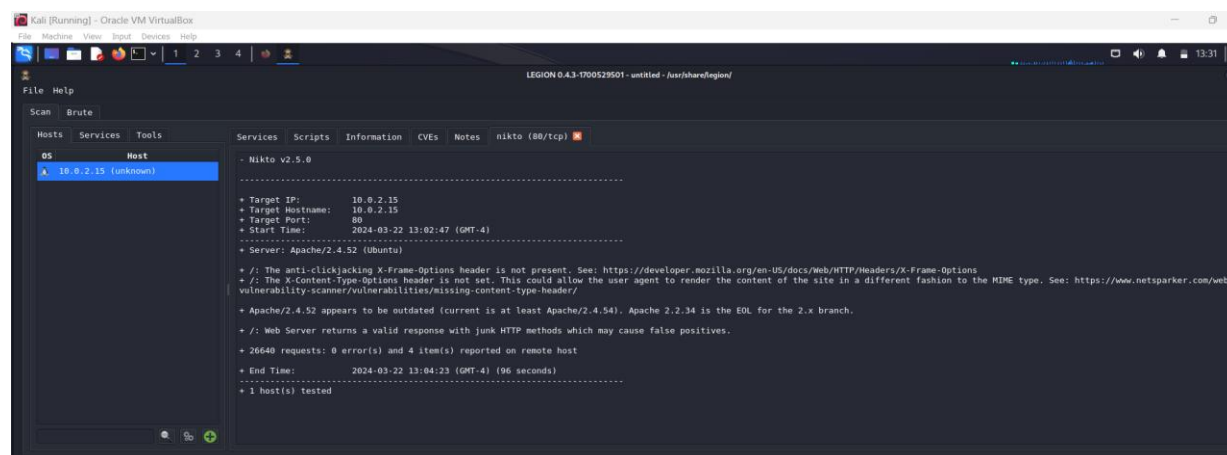 Kali [Running] - Oracle VM VirtualBox
File Machine View Input Devices Help
1 2 3 4
13:31
LEGION 0.4.3-1700529501 - untitled - /usr/share/legion/
File Help
Scan Brute
Hosts Services Tools
Services Scripts Information CVEs Notes nikto (80/tcp)
OS Host
10.0.2.15 (unknown)
- Nikto v2.5.0
---------------------------------------------------------------------------
+ Target IP: 10.0.2.15
+ Target Hostname: 10.0.2.15
+ Target Port: 80
+ Start Time: 2024-03-22 13:02:47 (GMT-4)
---------------------------------------------------------------------------
+ Server: Apache/2.4.52 (Ubuntu)
+ /: The anti-clickjacking X-Frame-Options header is not present. See: https://developer.mozilla.org/en-US/docs/Web/HTTP/Headers/X-Frame-Options
+ /: The X-Content-Type-Options header is not set. This could allow the user agent to render the content of the site in a different fashion to the MIME type. See: https://www.netsparker.com/web
vulnerability-scanner/vulnerabilities/missing-content-type-header/
+ Apache/2.4.52 appears to be outdated (current is at least Apache/2.4.54). Apache 2.2.34 is the EOL for the 2.x branch.
+ /: Web Server returns a valid response with junk HTTP methods which may cause false positives.
+ 26640 requests: 0 error(s) and 4 item(s) reported on remote host
+ End Time: 2024-03-22 13:04:23 (GMT-4) (96 seconds)
---------------------------------------------------------------------------
+ 1 host(s) tested